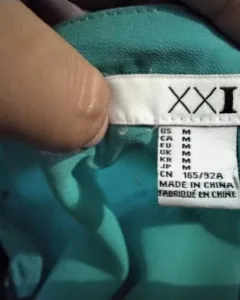 XXI
US M
CA M
EU M
UK M
KR M
JP M
CN 165/92A
MADE IN CHINA
FABRIQUÉ EN CHINE